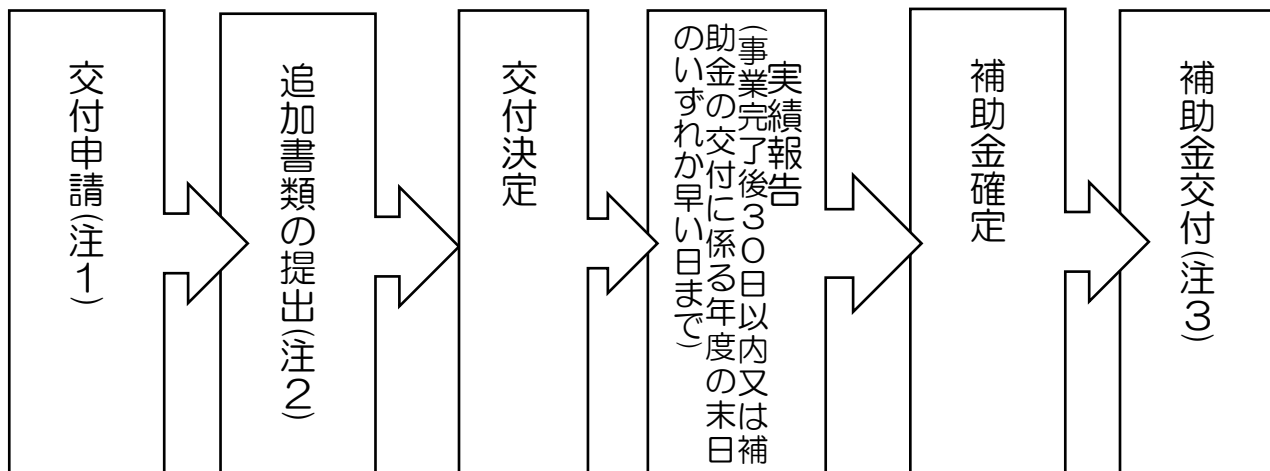 交付申請（注１）
追加書類の提出（注２）
交付決定
実績報告
（事業完了後３０日以内又は補
助金の交付に係る年度の末日
のいずれか早い日まで）
補助金確定
補助金交付（注３）